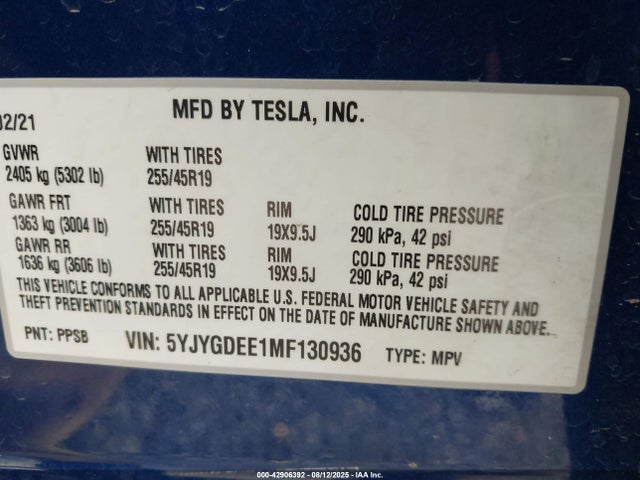 02/21 MFD BY TESLA, INC.
GVWR WITH TIRES
2405 kg (5302 lb) 255/45R19
GAWR FRT WITH TIRES RIM COLD TIRE PRESSURE
1363 kg (3004 lb) 255/45R19 19X9.5J 290 kPa, 42 psi
GAWR RR WITH TIRES RIM COLD TIRE PRESSURE
1636 kg (3606 lb) 255/45R19 19X9.5J 290 kPa, 42 psi
THIS VEHICLE CONFORMS TO ALL APPLICABLE U.S. FEDERAL MOTOR VEHICLE SAFETY AND
THEFT PREVENTION STANDARDS IN EFFECT ON THE DATE OF MANUFACTURE SHOWN ABOVE.
PNT: PPSB VIN: 5YJYGDEE1MF130936 TYPE: MPV
000-42906392 - 08/12/2025 - IAA Inc.